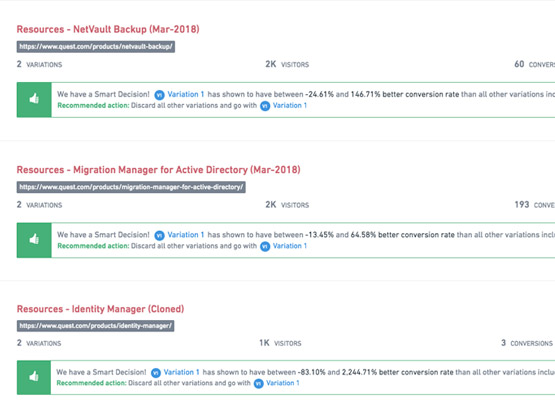 Resources - NetVault Backup (Mar-2018)
https://www.quest.com/products/netvault-backup/
2 VARIATIONS 2K VISITORS 60 CONVERS
We have a Smart Decision! V1 Variation 1 has shown to have between -24.61% and 146.71% better conversion rate than all other variations inc
Recommended action: Discard all other variations and go with V1 Variation 1
Resources - Migration Manager for Active Directory (Mar-2018)
https://www.quest.com/products/migration-manager-for-active-directory/
2 VARIATIONS 2K VISITORS 193 CONVE
We have a Smart Decision! V1 Variation 1 has shown to have between -13.45% and 64.58% better conversion rate than all other variations inclu
Recommended action: Discard all other variations and go with V1 Variation 1
Resources - Identity Manager (Cloned)
https://www.quest.com/products/identity-manager/
2 VARIATIONS 1K VISITORS 3 CONVERSIONS
We have a Smart Decision! V1 Variation 1 has shown to have between -83.10% and 2,244.71% better conversion rate than all other variations includ
Recommended action: Discard all other variations and go with V1 Variation 1